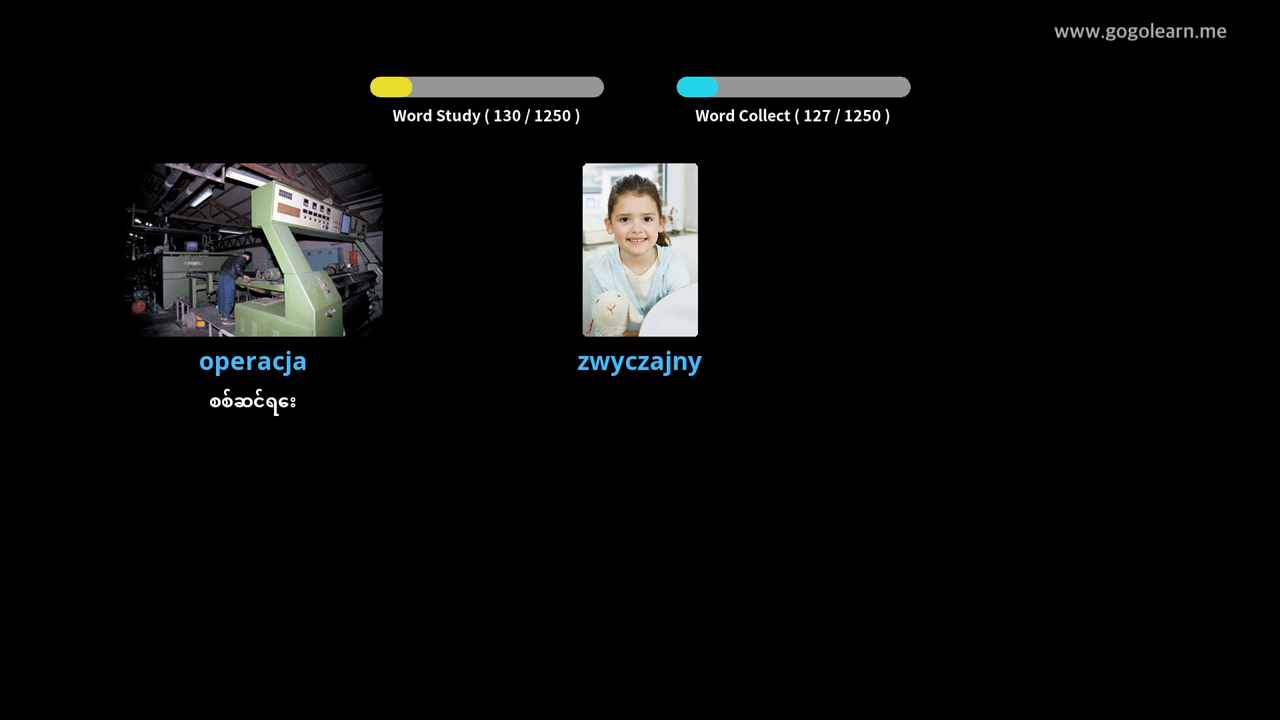 www.gogolearn.me
Word Study ( 130 / 1250 )
Word Collect ( 127 / 1250 )
operacja
zwyczajny
စစ်ဆင်ရေး